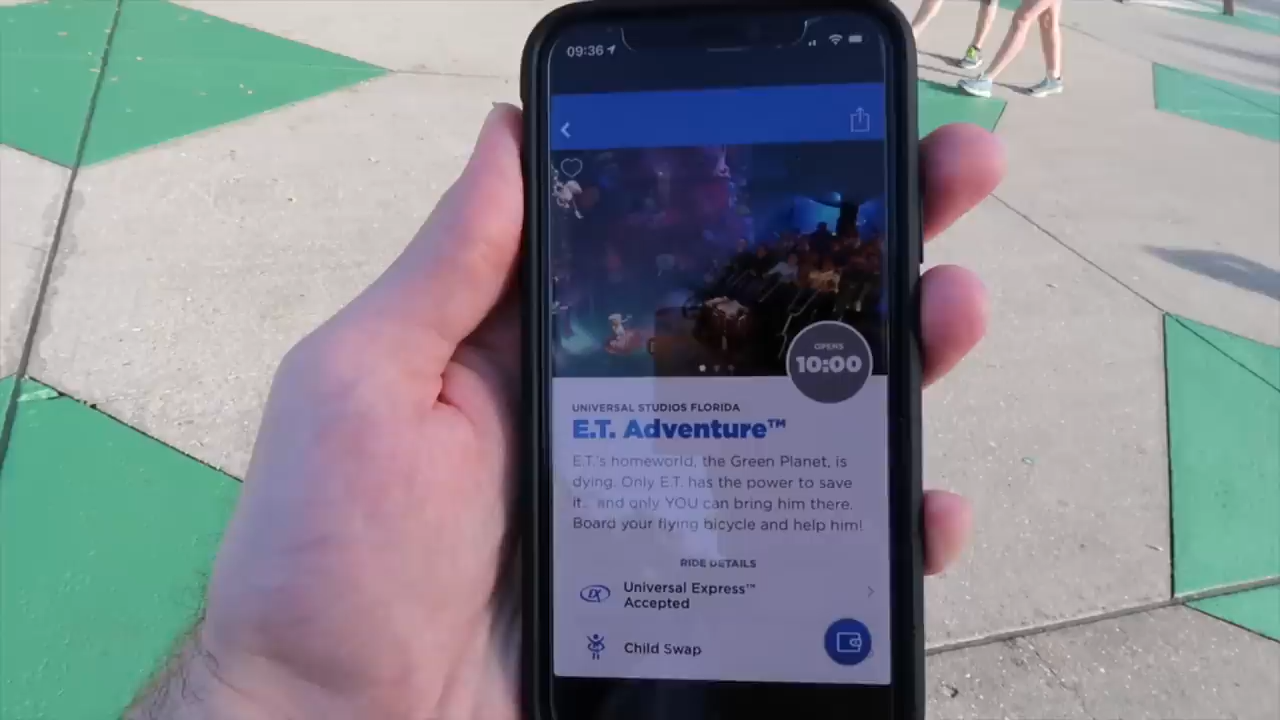 09:36
OPENS
10:00
UNIVERSAL STUDIOS FLORIDA
E.T. Adventure™
E.T.'s homeworld, the Green Planet, is
dying. Only E.T. has the power to save
it... and only YOU can bring him there.
Board your flying bicycle and help him!
RIDE DETAILS
Universal Express™
Accepted
Child Swap